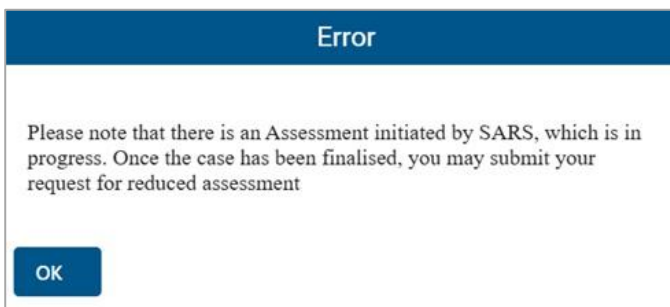 Error
Please note that there is an Assessment initiated by SARS, which is in
progress. Once the case has been finalised, you may submit your
request for reduced assessment
OK